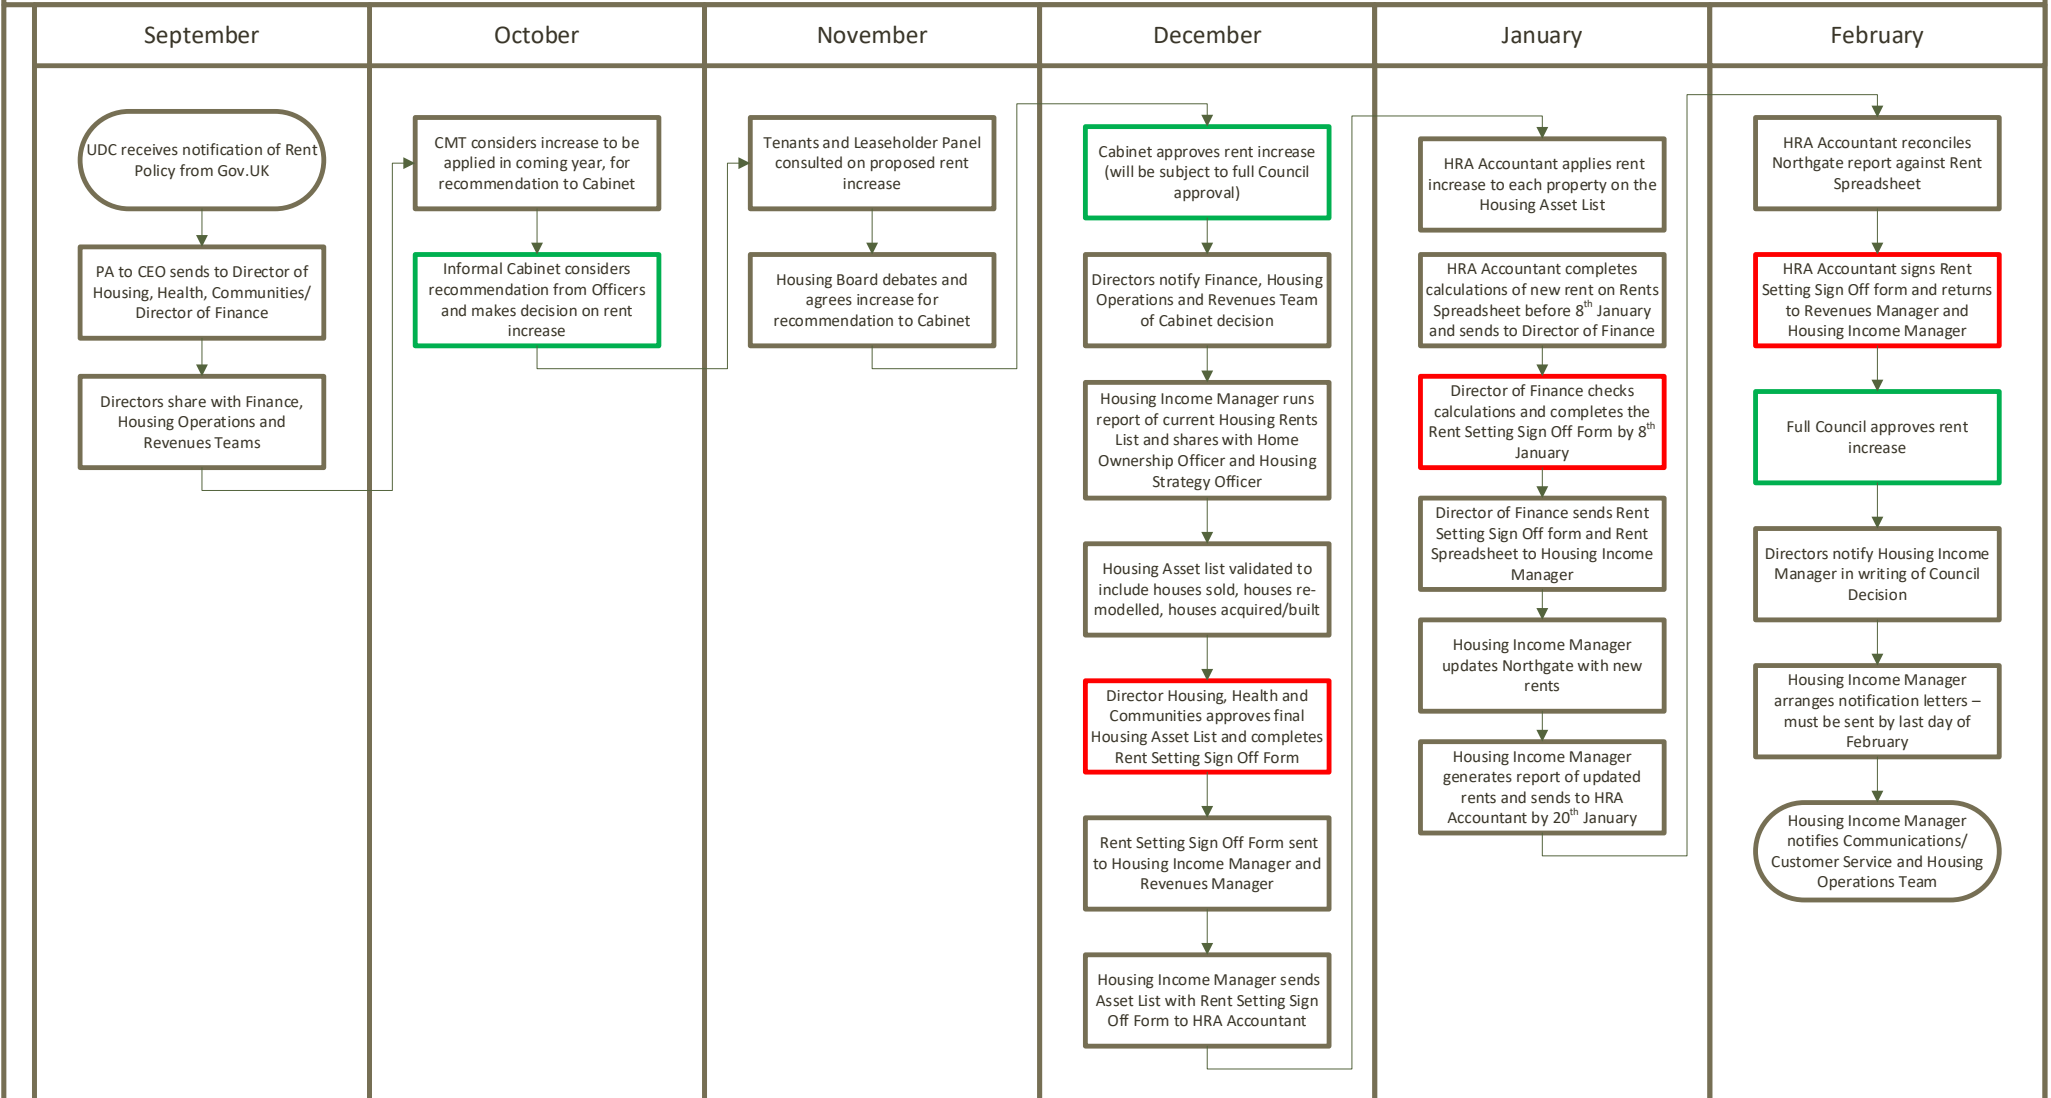 September
October
November
December
January
February
UDC receives notification of Rent
Policy from Gov.UK
PA to CEO sends to Director of
Housing, Health, Communities/
Director of Finance
Directors share with Finance,
Housing Operations and
Revenues Teams
CMT considers increase to be
applied in coming year, for
recommendation to Cabinet
Informal Cabinet considers
recommendation from Officers
and makes decision on rent
increase
Tenants and Leaseholder Panel
consulted on proposed rent
increase
Housing Board debates and
agrees increase for
recommendation to Cabinet
Cabinet approves rent increase
(will be subject to full Council
approval)
Directors notify Finance, Housing
Operations and Revenues Team
of Cabinet decision
Housing Income Manager runs
report of current Housing Rents
List and shares with Home
Ownership Officer and Housing
Strategy Officer
Housing Asset list validated to
include houses sold, houses re-
modelled, houses acquired/built
Director Housing, Health and
Communities approves final
Housing Asset List and completes
Rent Setting Sign Off Form
Rent Setting Sign Off Form sent
to Housing Income Manager and
Revenues Manager
Housing Income Manager sends
Asset List with Rent Setting Sign
Off Form to HRA Accountant
HRA Accountant applies rent
increase to each property on the
Housing Asset List
HRA Accountant completes
calculations of new rent on Rents
Spreadsheet before 8th January
and sends to Director of Finance
Director of Finance checks
calculations and completes the
Rent Setting Sign Off Form by 8th
January
Director of Finance sends Rent
Setting Sign Off form and Rent
Spreadsheet to Housing Income
Manager
Housing Income Manager
updates Northgate with new
rents
Housing Income Manager
generates report of updated
rents and sends to HRA
Accountant by 20th January
HRA Accountant reconciles
Northgate report against Rent
Spreadsheet
HRA Accountant signs Rent
Setting Sign Off form and returns
to Revenues Manager and
Housing Income Manager
Full Council approves rent
increase
Directors notify Housing Income
Manager in writing of Council
Decision
Housing Income Manager
arranges notification letters –
must be sent by last day of
February
Housing Income Manager
notifies Communications/
Customer Service and Housing
Operations Team